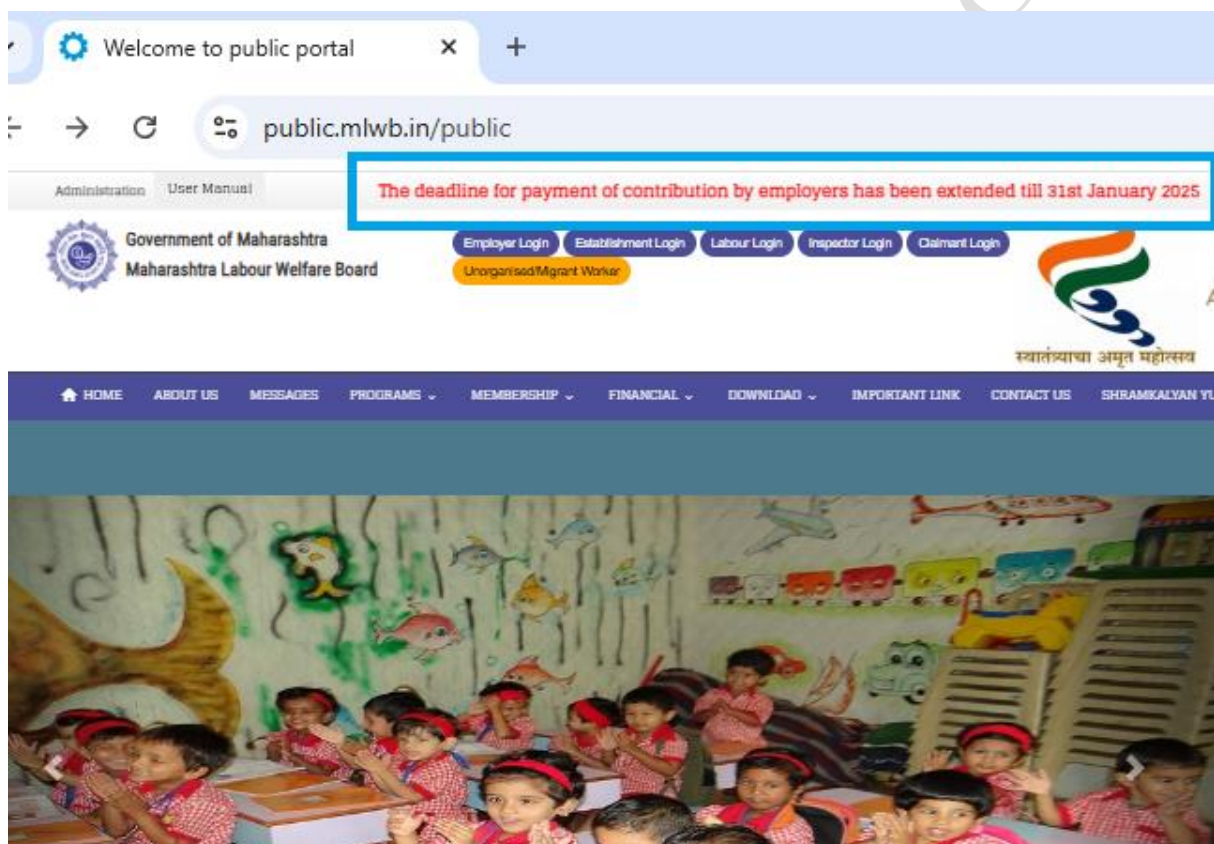 Welcome to public portal
public.mlwb.in/public
Administration User Manual The deadline for payment of contribution by employers has been extended till 31st January 2025
Government of Maharashtra
Maharashtra Labour Welfare Board
Employer Login Establishment Login Labour Login Inspector Login Claimant Login
Unorganised/Migrant Worker
स्वातंत्र्याचा अमृत महोत्सव
HOME ABOUT US MESSAGES PROGRAMS MEMBERSHIP FINANCIAL DOWNLOAD IMPORTANT LINK CONTACT US SHRAMKALYAN